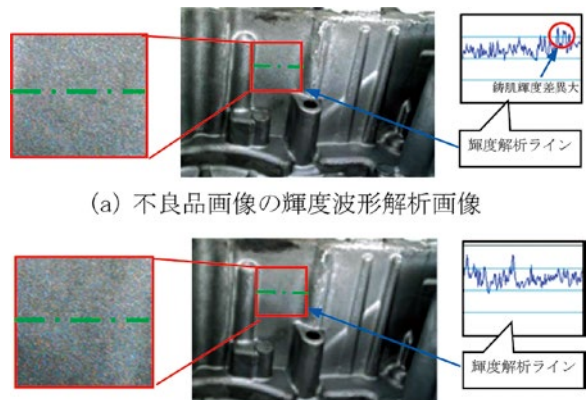 鋳肌輝度差異大
輝度解析ライン
(a) 不良品画像の輝度波形解析画像
輝度解析ライン